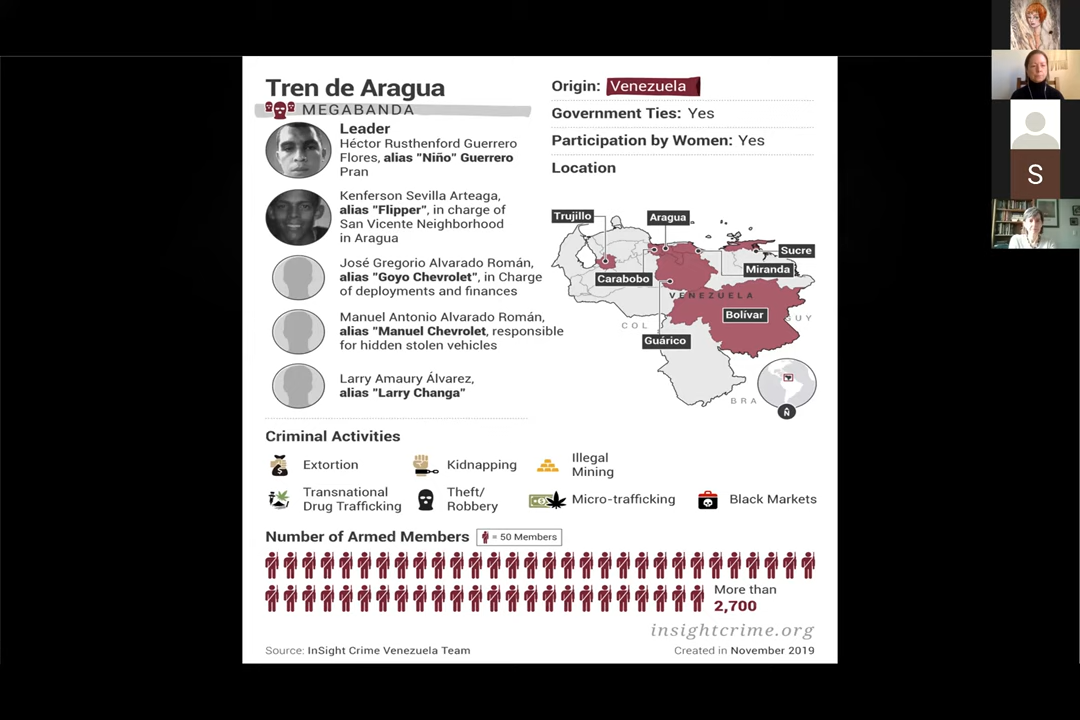 Tren de Aragua
MEGABANDA
Leader
Héctor Rusthenford Guerrero
Flores, alias "Niño" Guerrero
Pran
Kenferson Sevilla Arteaga,
alias "Flipper", in charge of
San Vicente Neighborhood
in Aragua
José Gregorio Alvarado Román,
alias "Goyo Chevrolet", in Charge
of deployments and finances
Manuel Antonio Alvarado Román,
alias "Manuel Chevrolet, responsible
for hidden stolen vehicles
Larry Amaury Álvarez,
alias "Larry Changa"
Origin: Venezuela
Government Ties: Yes
Participation by Women: Yes
Location
Trujillo
Aragua
Sucre
Miranda
Carabobo
VENEZUELA
Bolívar
GUY
COL
Guárico
BRA
N
Criminal Activities
Extortion
Kidnapping
Illegal
Mining
Transnational
Drug Trafficking
Theft/
Robbery
Micro-trafficking
Black Markets
Number of Armed Members
= 50 Members
More than
2,700
insightcrime.org
Source: InSight Crime Venezuela Team
Created in November 2019
S